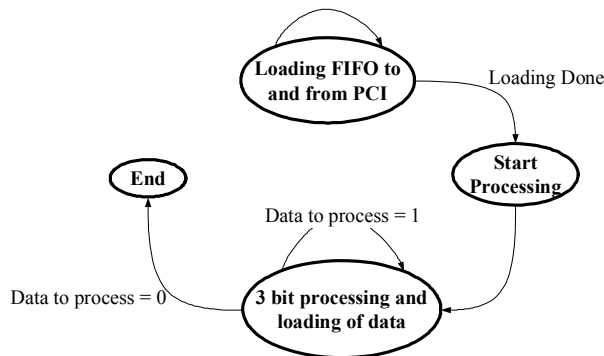 Loading FIFO to
and from PCI
Loading Done
Start
Processing
End
Data to process = 1
Data to process = 0
3 bit processing and
loading of data